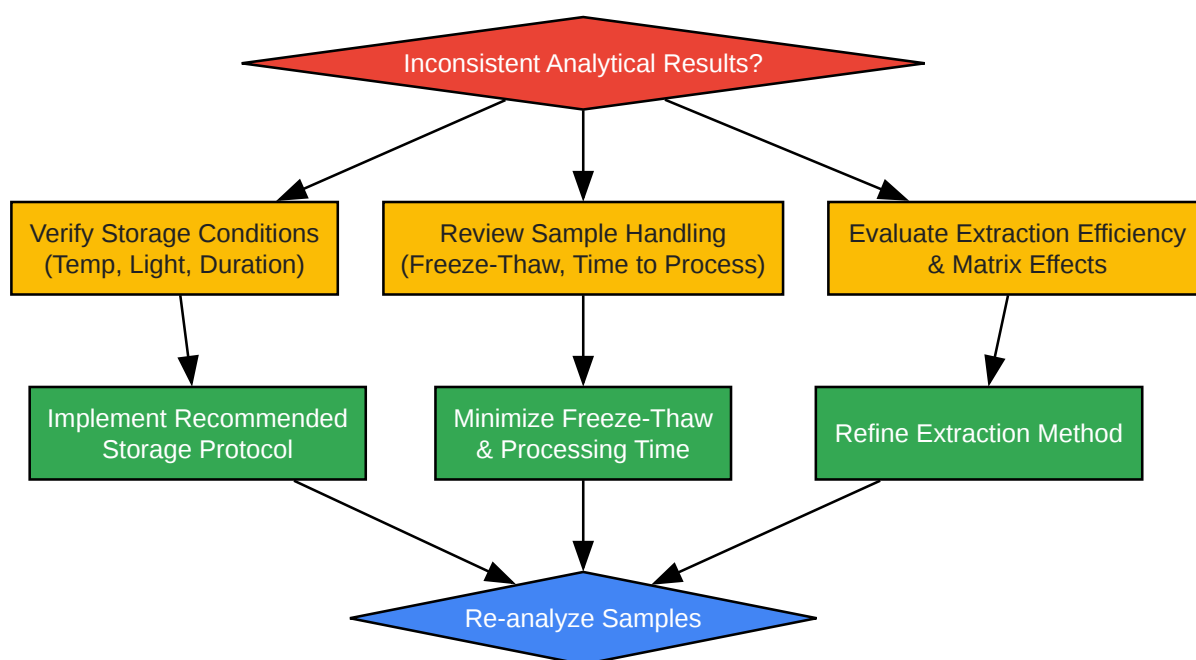 Inconsistent Analytical Results?
Verify Storage Conditions
(Temp, Light, Duration)
Review Sample Handling
(Freeze-Thaw, Time to Process)
Evaluate Extraction Efficiency
& Matrix Effects
Implement Recommended
Storage Protocol
Minimize Freeze-Thaw
& Processing Time
Refine Extraction Method
Re-analyze Samples